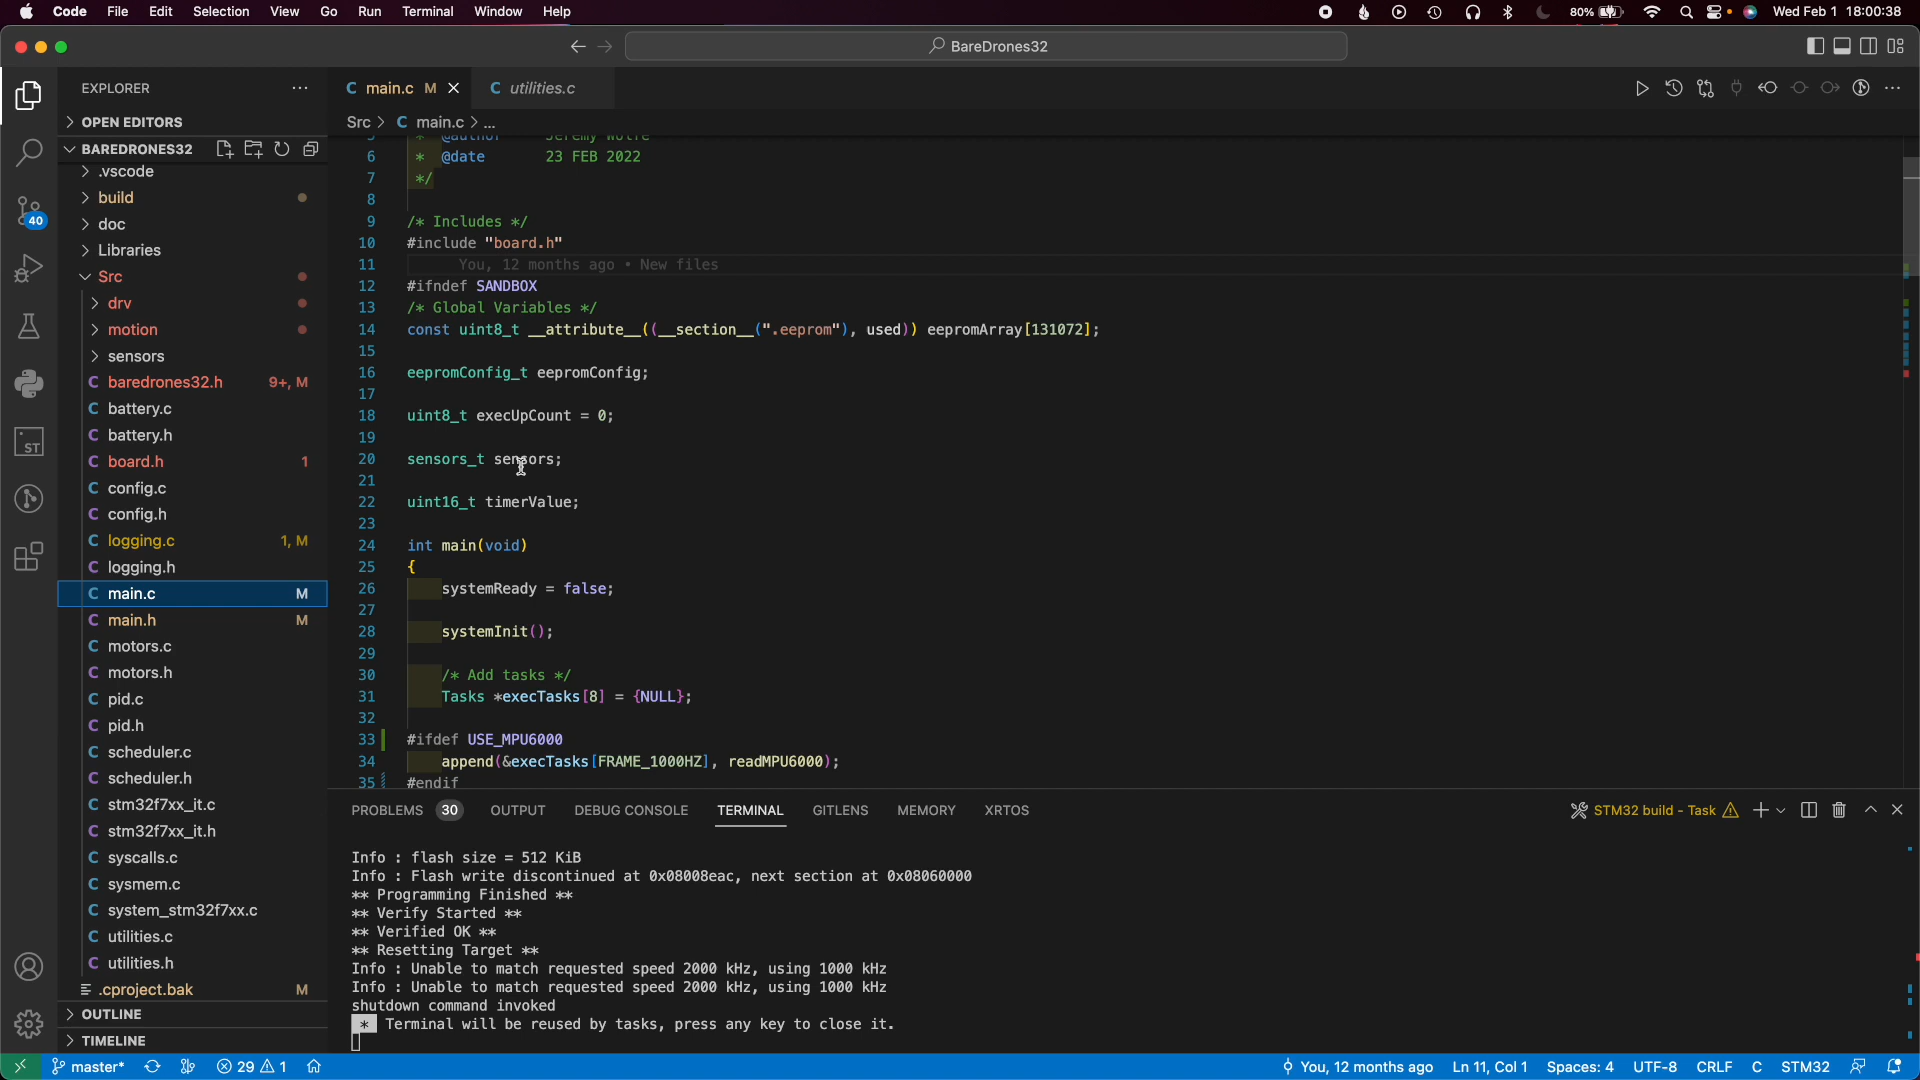 Code File Edit Selection View Go Run Terminal Window Help
80% Wed Feb 1 18:00:38
BareDrones32
EXPLORER
OPEN EDITORS
BAREDRONES32
.vscode
build
doc
Libraries
Src
drv
motion
sensors
C baredrones32.h 9+, M
C battery.c
C battery.h
C board.h 1
C config.c
C config.h
C logging.c 1, M
C logging.h
C main.c M
C main.h M
C motors.c
C motors.h
C pid.c
C pid.h
C scheduler.c
C scheduler.h
C stm32f7xx_it.c
C stm32f7xx_it.h
C syscalls.c
C sysmem.c
C system_stm32f7xx.c
C utilities.c
C utilities.h
.cproject.bak M
OUTLINE
TIMELINE
40
ST
C main.c M
C utilities.c
Src > C main.c > ...
5 * @author Jeremy Wolfe
6 * @date 23 FEB 2022
7 */
8
9 /* Includes */
10 #include "board.h"
11 You, 12 months ago • New files
12 #ifndef SANDBOX
13 /* Global Variables */
14 const uint8_t __attribute__((__section__(".eeprom"), used)) eepromArray[131072];
15
16 eepromConfig_t eepromConfig;
17
18 uint8_t execUpCount = 0;
19
20 sensors_t sensors;
21
22 uint16_t timerValue;
23
24 int main(void)
25 {
26 systemReady = false;
27
28 systemInit();
29
30 /* Add tasks */
31 Tasks *execTasks[8] = {NULL};
32
33 #ifdef USE_MPU6000
34 append(&execTasks[FRAME_1000HZ], readMPU6000);
35 #endif
PROBLEMS 30 OUTPUT DEBUG CONSOLE TERMINAL GITLENS MEMORY XRTOS
STM32 build - Task
Info : flash size = 512 KiB
Info : Flash write discontinued at 0x08008eac, next section at 0x08060000
** Programming Finished **
** Verify Started **
** Verified OK **
** Resetting Target **
Info : Unable to match requested speed 2000 kHz, using 1000 kHz
Info : Unable to match requested speed 2000 kHz, using 1000 kHz
shutdown command invoked
* Terminal will be reused by tasks, press any key to close it.
master* 29 1
You, 12 months ago Ln 11, Col 1 Spaces: 4 UTF-8 CRLF C STM32